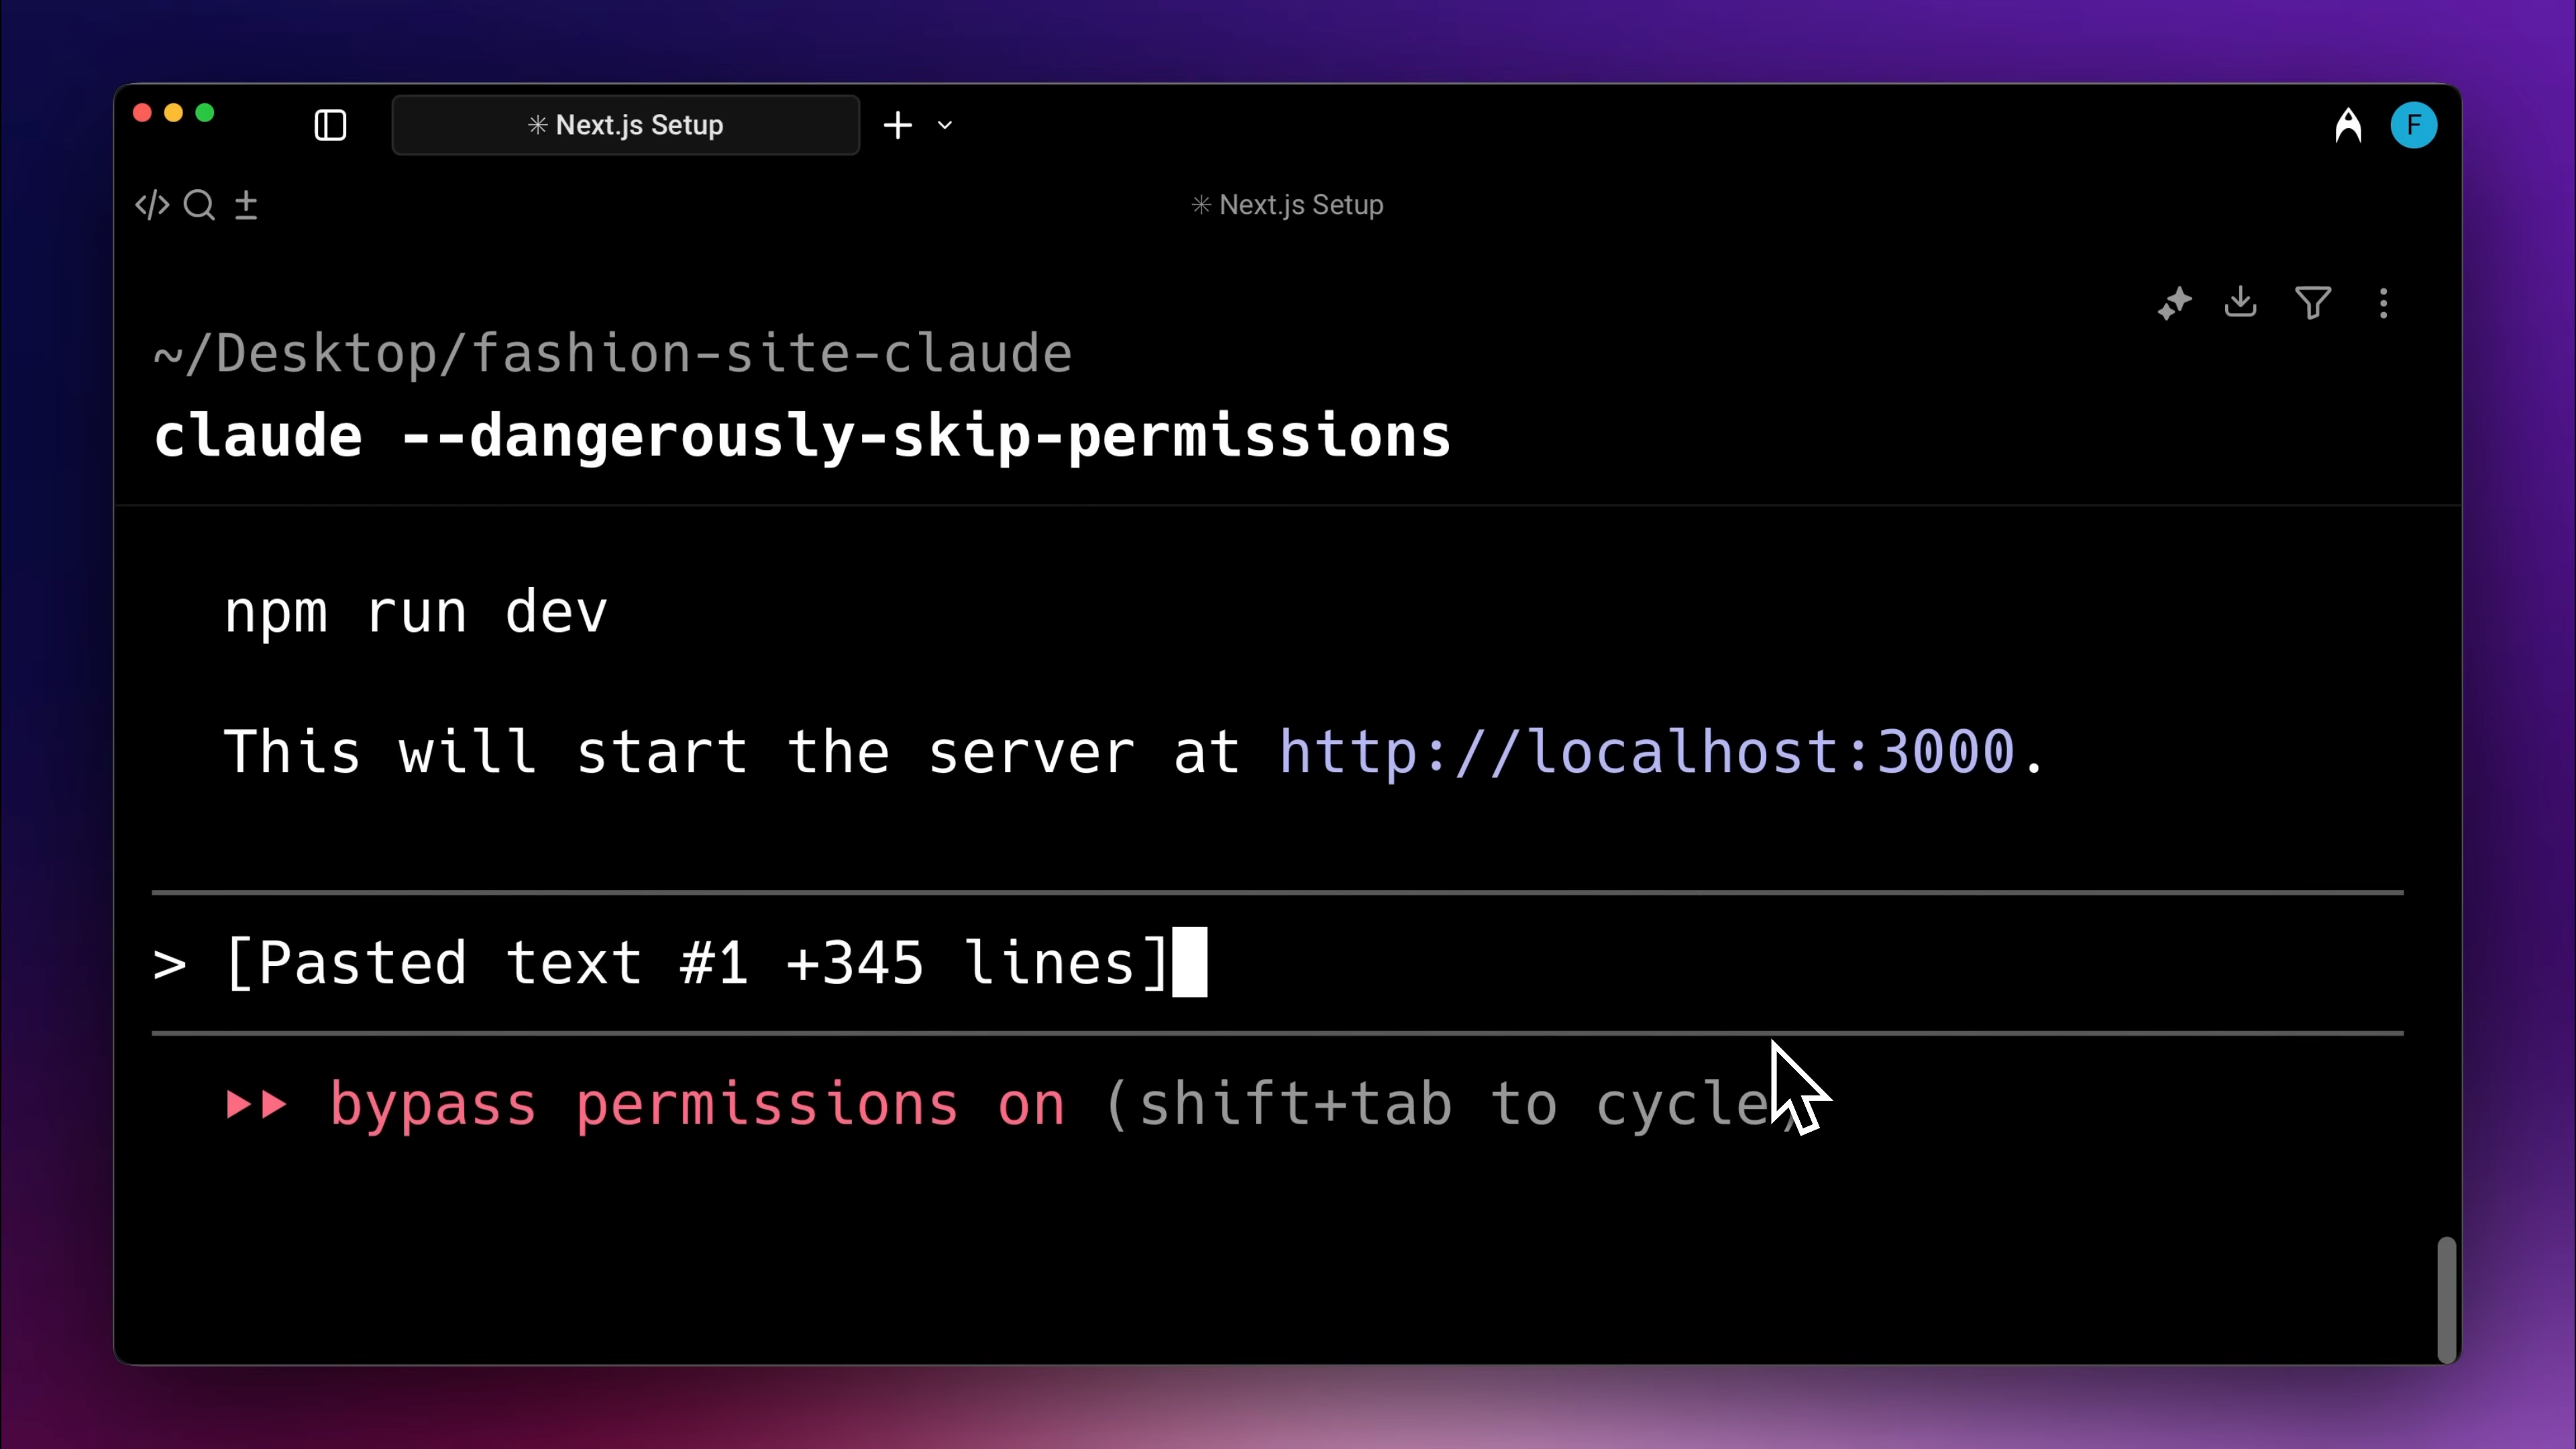 ✳ Next.js Setup
F
✳ Next.js Setup
~/Desktop/fashion-site-claude
claude --dangerously-skip-permissions
npm run dev
This will start the server at http://localhost:3000.
> [Pasted text #1 +345 lines]
bypass permissions on (shift+tab to cycle)